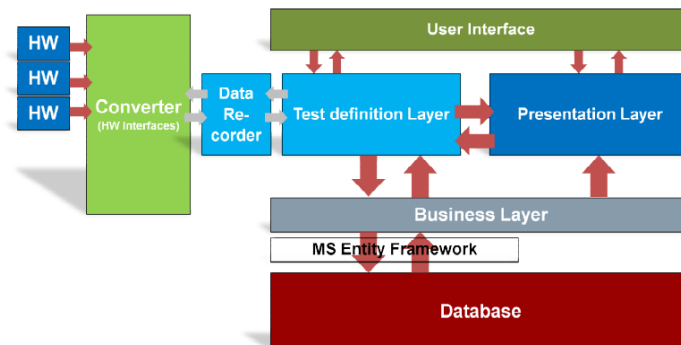 HW
HW
HW
Converter
(HW Interfaces)
Data
Re-
corder
User Interface
Test definition Layer
Presentation Layer
Business Layer
MS Entity Framework
Database